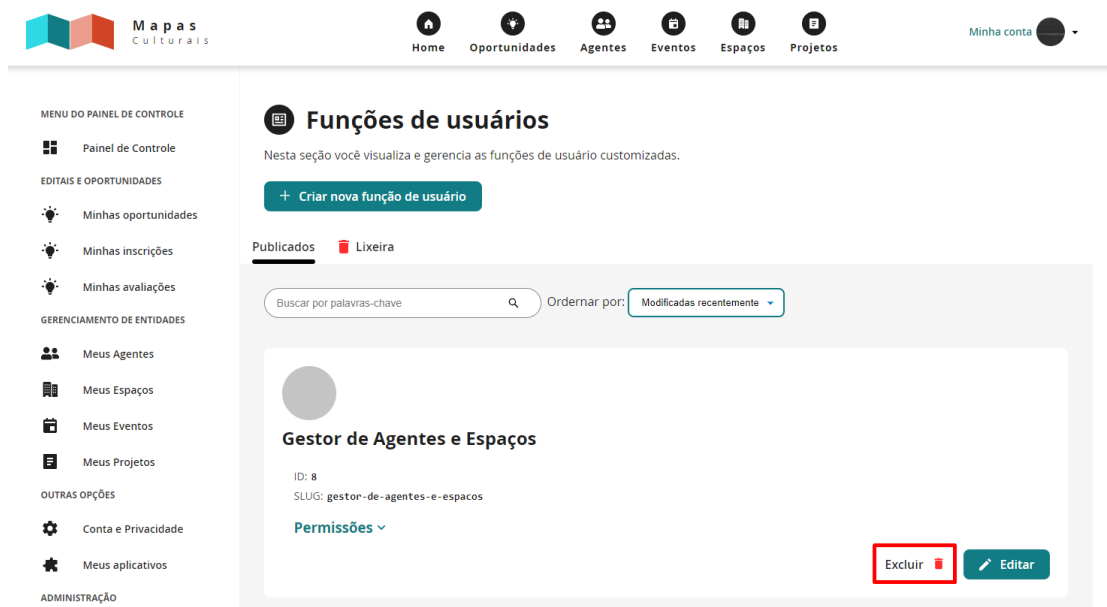 Mapas
Culturais
Home
Oportunidades
Agentes
Eventos
Espaços
Projetos
Minha conta
MENU DO PAINEL DE CONTROLE
Painel de Controle
EDITAIS E OPORTUNIDADES
Minhas oportunidades
Minhas inscrições
Minhas avaliações
GERENCIAMENTO DE ENTIDADES
Meus Agentes
Meus Espaços
Meus Eventos
Meus Projetos
OUTRAS OPÇÕES
Conta e Privacidade
Meus aplicativos
ADMINISTRAÇÃO
Funções de usuários
Nesta seção você visualiza e gerencia as funções de usuário customizadas.
+ Criar nova função de usuário
Publicados
Lixeira
Buscar por palavras-chave
Ordernar por:
Modificadas recentemente
Gestor de Agentes e Espaços
ID: 8
SLUG: gestor-de-agentes-e-espacos
Permissões
Excluir
Editar